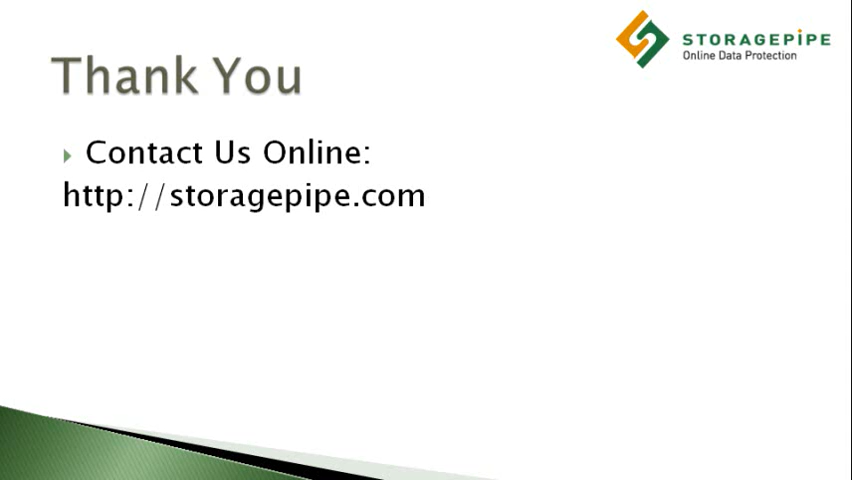 STORAGEPIPE
Online Data Protection
Thank You
Contact Us Online:
http://storagepipe.com